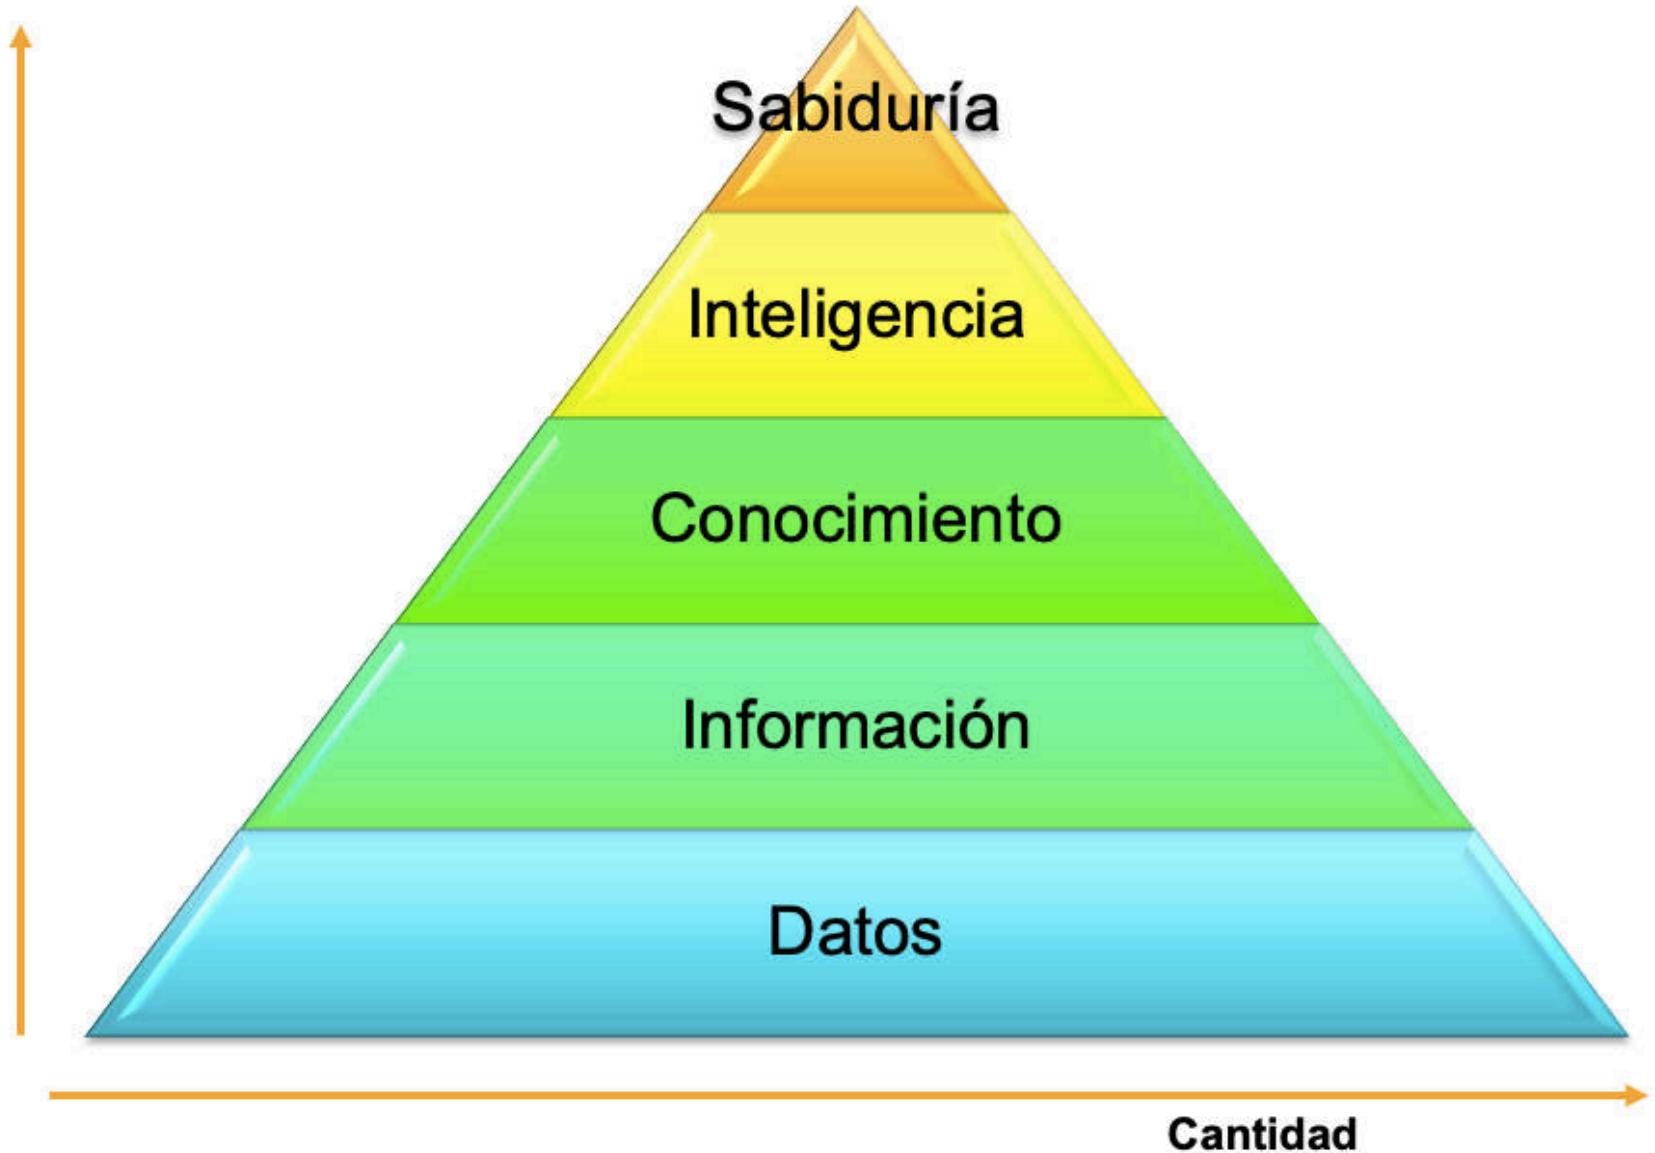 Sabiduría
Inteligencia
Conocimiento
Información
Datos
Cantidad